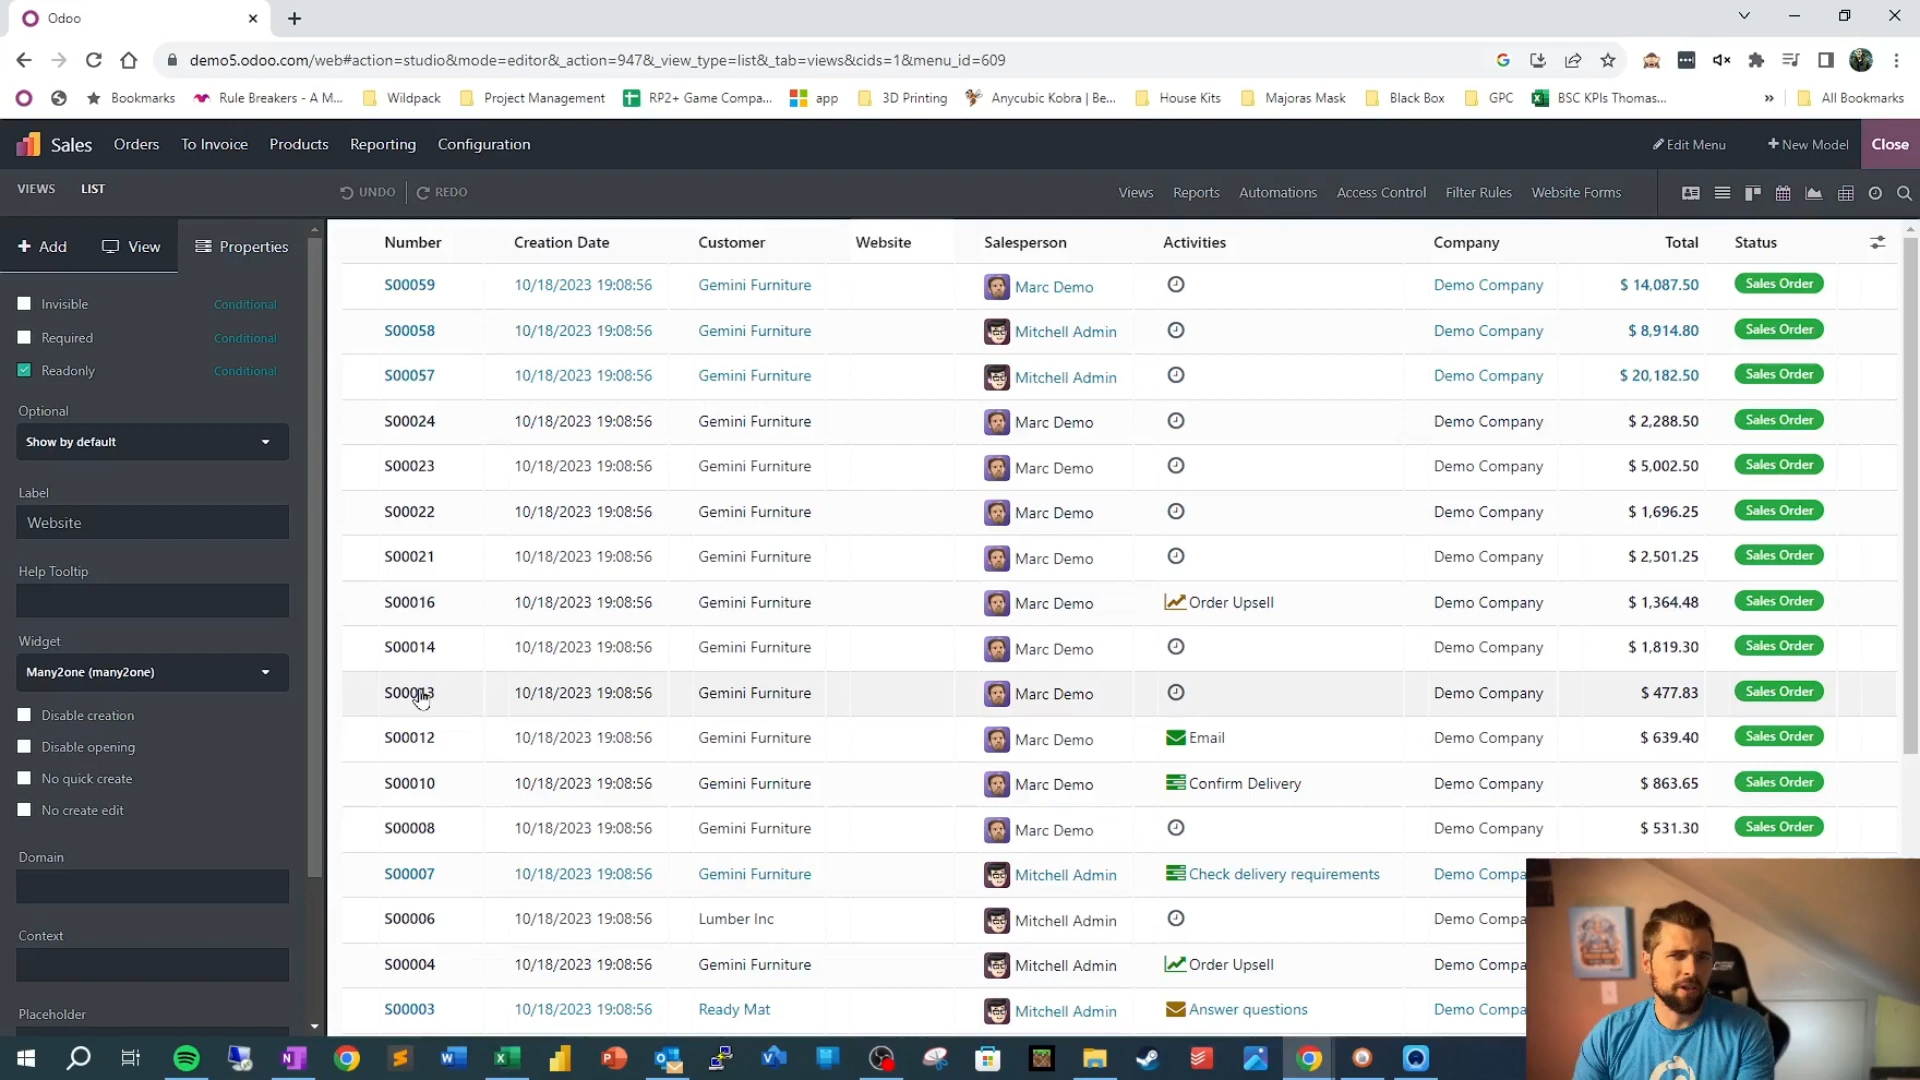 Odoo
demo5.odoo.com/web#action=studio&mode=editor&_action=947&_view_type=list&_tab=views&cids=1&menu_id=609
Bookmarks Rule Breakers - A M... Wildpack Project Management RP2+ Game Compa... app 3D Printing Anycubic Kobra | Be... House Kits Majoras Mask Black Box GPC BSC KPIs Thomas... » All Bookmarks
Sales Orders To Invoice Products Reporting Configuration Edit Menu + New Model Close
VIEWS LIST UNDO REDO Views Reports Automations Access Control Filter Rules Website Forms
+ Add View Properties
Number Creation Date Customer Website Salesperson Activities Company Total Status
S00059 10/18/2023 19:08:56 Gemini Furniture Marc Demo Demo Company $ 14,087.50 Sales Order
S00058 10/18/2023 19:08:56 Gemini Furniture Mitchell Admin Demo Company $ 8,914.80 Sales Order
S00057 10/18/2023 19:08:56 Gemini Furniture Mitchell Admin Demo Company $ 20,182.50 Sales Order
S00024 10/18/2023 19:08:56 Gemini Furniture Marc Demo Demo Company $ 2,288.50 Sales Order
S00023 10/18/2023 19:08:56 Gemini Furniture Marc Demo Demo Company $ 5,002.50 Sales Order
S00022 10/18/2023 19:08:56 Gemini Furniture Marc Demo Demo Company $ 1,696.25 Sales Order
S00021 10/18/2023 19:08:56 Gemini Furniture Marc Demo Demo Company $ 2,501.25 Sales Order
S00016 10/18/2023 19:08:56 Gemini Furniture Marc Demo Order Upsell Demo Company $ 1,364.48 Sales Order
S00014 10/18/2023 19:08:56 Gemini Furniture Marc Demo Demo Company $ 1,819.30 Sales Order
S00013 10/18/2023 19:08:56 Gemini Furniture Marc Demo Demo Company $ 477.83 Sales Order
S00012 10/18/2023 19:08:56 Gemini Furniture Marc Demo Email Demo Company $ 639.40 Sales Order
S00010 10/18/2023 19:08:56 Gemini Furniture Marc Demo Confirm Delivery Demo Company $ 863.65 Sales Order
S00008 10/18/2023 19:08:56 Gemini Furniture Marc Demo Demo Company $ 531.30 Sales Order
S00007 10/18/2023 19:08:56 Gemini Furniture Mitchell Admin Check delivery requirements Demo Compa
S00006 10/18/2023 19:08:56 Lumber Inc Mitchell Admin Demo Compa
S00004 10/18/2023 19:08:56 Gemini Furniture Mitchell Admin Order Upsell Demo Compa
S00003 10/18/2023 19:08:56 Ready Mat Mitchell Admin Answer questions Demo Compa
Invisible Conditional
Required Conditional
Readonly Conditional
Optional
Show by default
Label
Website
Help Tooltip
Widget
Many2one (many2one)
Disable creation
Disable opening
No quick create
No create edit
Domain
Context
Placeholder